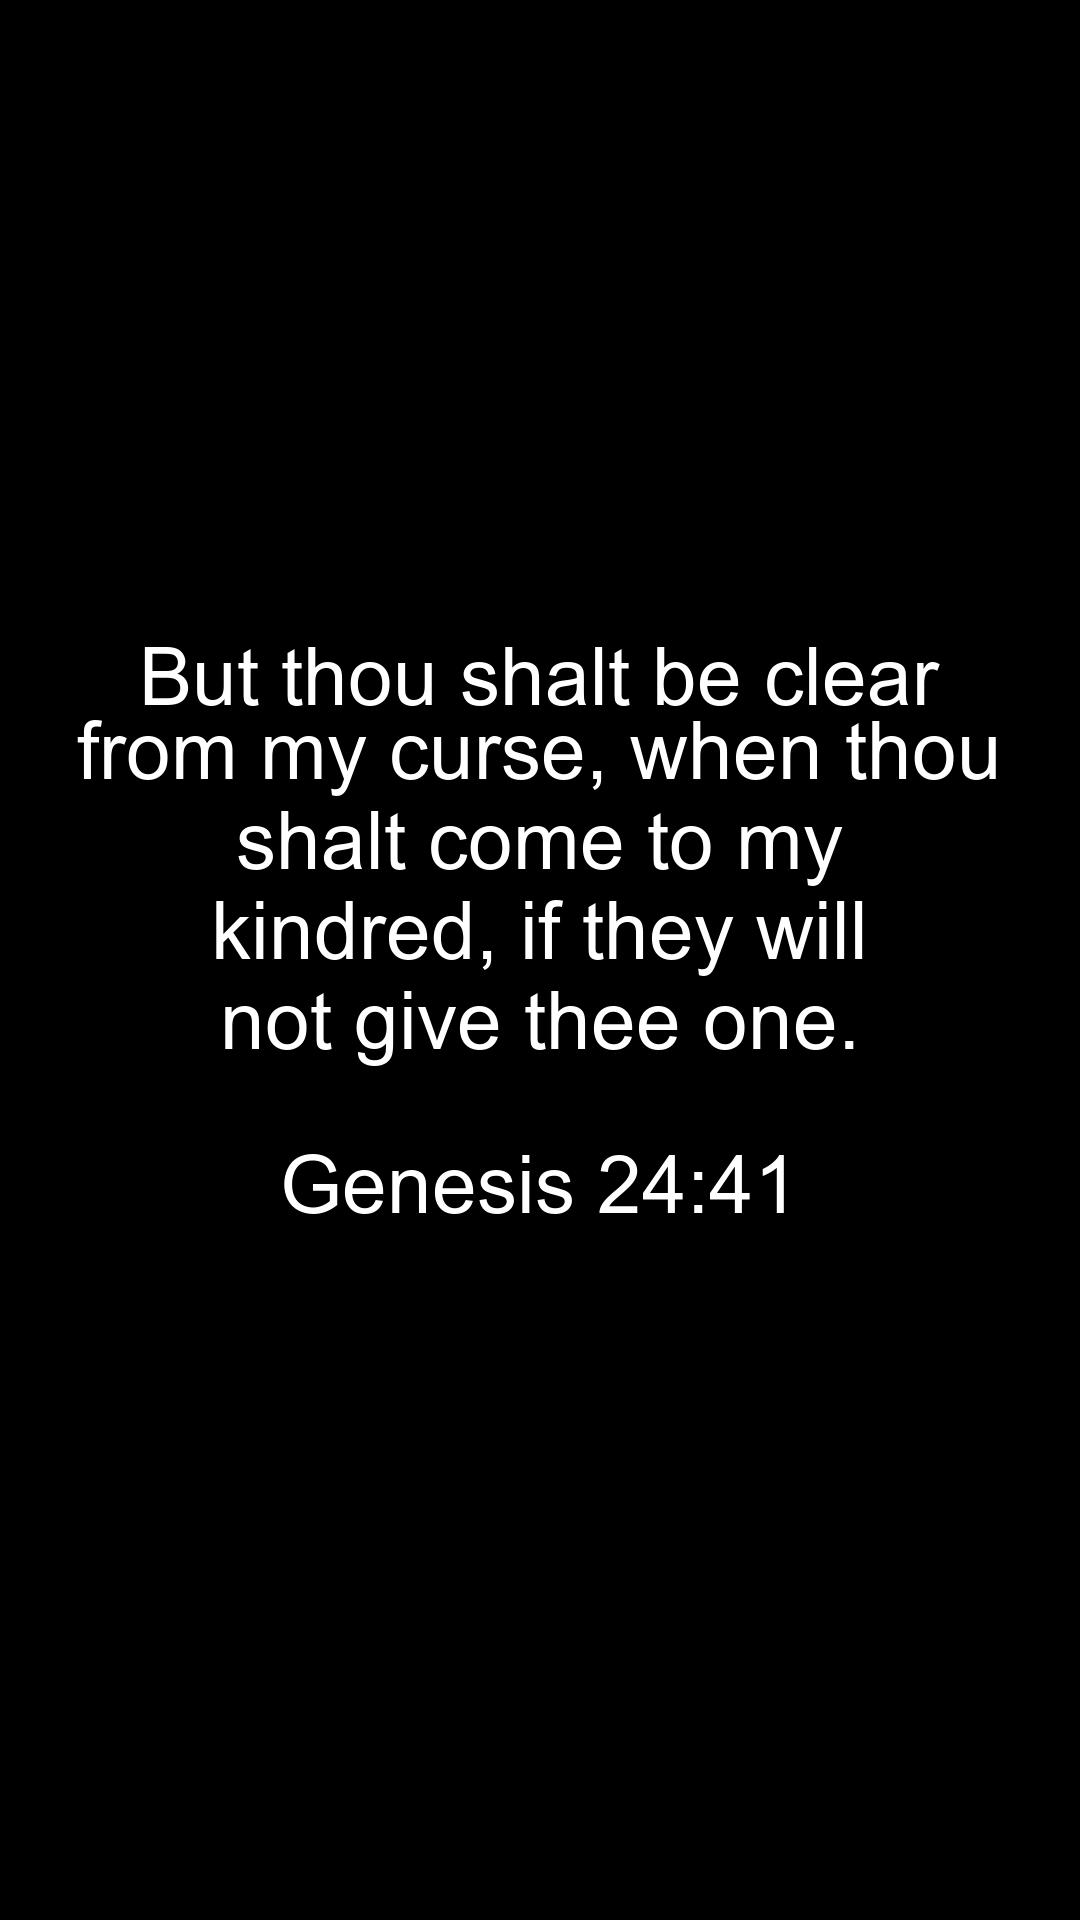 But thou shalt be clear
from my curse, when thou
shalt come to my
kindred, if they will
not give thee one.
Genesis 24:41